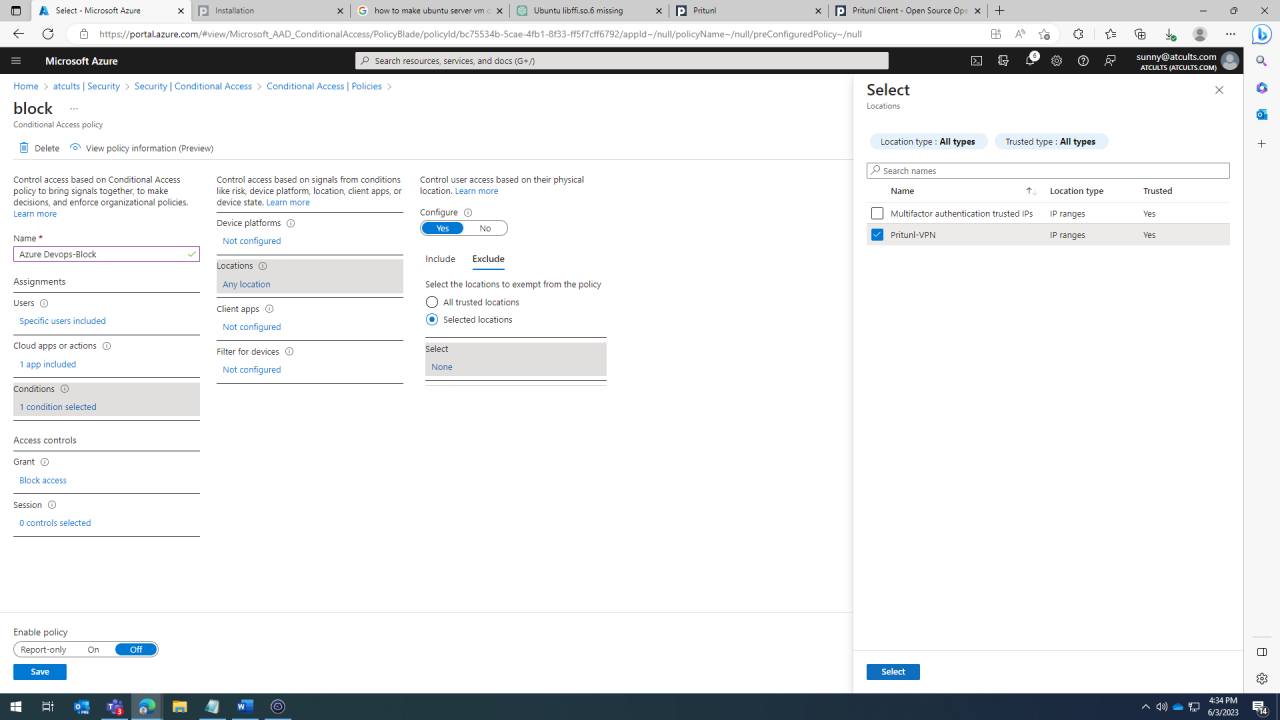 Select - Microsoft Azure
Installation
how to make ubuntu server vm c
Ubuntu libffi.so.6 missing
Pritunl
Pritunl Client - Open Source Ope
https://portal.azure.com/#view/Microsoft_AAD_ConditionalAccess/PolicyBlade/policyId/bc75534b-5cae-4fb1-8f33-ff5f7cff6792/appId~/null/policyName~/null/preConfiguredPolicy~/null
Microsoft Azure
Search resources, services, and docs (G+/)
6
sunny@atcults.com
ATCULTS (ATCULTS.COM)
Home > atcults | Security > Security | Conditional Access > Conditional Access | Policies >
block ...
Conditional Access policy
Delete
View policy information (Preview)
Control access based on Conditional Access
policy to bring signals together, to make
decisions, and enforce organizational policies.
Learn more
Name *
Azure Devops-Block
Assignments
Users
Specific users included
Cloud apps or actions
1 app included
Conditions
1 condition selected
Access controls
Grant
Block access
Session
0 controls selected
Enable policy
Report-only On Off
Save
Control access based on signals from conditions
like risk, device platform, location, client apps, or
device state. Learn more
Device platforms
Not configured
Locations
Any location
Client apps
Not configured
Filter for devices
Not configured
Control user access based on their physical
location. Learn more
Configure
Yes No
Include Exclude
Select the locations to exempt from the policy
All trusted locations
Selected locations
Select
None
Select
Locations
Location type : All types
Trusted type : All types
Search names
Name Location type Trusted
Multifactor authentication trusted IPs IP ranges Yes
Pritunl-VPN IP ranges Yes
Select
3
4:34 PM
6/3/2023
14